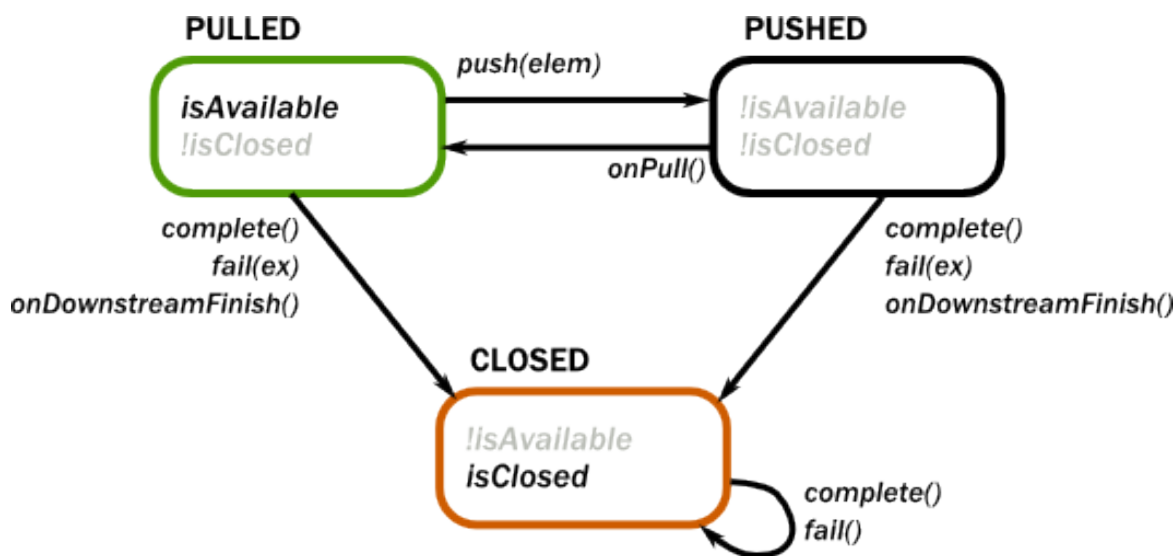 PULLED
PUSHED
push(elem)
isAvailable
!isClosed
!isAvailable
!isClosed
onPull()
complete()
fail(ex)
onDownstreamFinish()
complete()
fail(ex)
onDownstreamFinish()
CLOSED
!isAvailable
isClosed
complete()
fail()